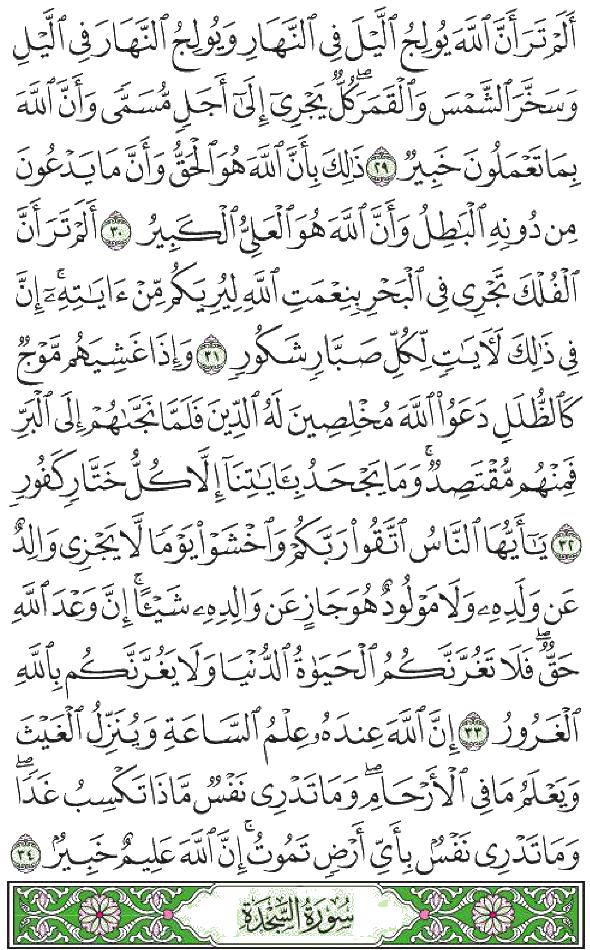 أَلَمْ تَرَ أَنَّ ٱللَّهَ يُولِجُ ٱلَّيْلَ فِى ٱلنَّهَارِ وَيُولِجُ ٱلنَّهَارَ فِى ٱلَّيْلِ
وَسَخَّرَ ٱلشَّمْسَ وَٱلْقَمَرَ كُلٌّ يَجْرِىٓ إِلَىٰٓ أَجَلٍ مُّسَمًّى وَأَنَّ ٱللَّهَ
بِمَا تَعْمَلُونَ خَبِيرٌ ٢٩ ذَٰلِكَ بِأَنَّ ٱللَّهَ هُوَ ٱلْحَقُّ وَأَنَّ مَا يَدْعُونَ
مِن دُونِهِ ٱلْبَٰطِلُ وَأَنَّ ٱللَّهَ هُوَ ٱلْعَلِىُّ ٱلْكَبِيرُ ٣٠ أَلَمْ تَرَ أَنَّ
ٱلْفُلْكَ تَجْرِى فِى ٱلْبَحْرِ بِنِعْمَتِ ٱللَّهِ لِيُرِيَكُم مِّنْ ءَايَٰتِهِۦٓ ۚ إِنَّ
فِى ذَٰلِكَ لَءَايَٰتٍ لِّكُلِّ صَبَّارٍ شَكُورٍ ٣١ وَإِذَا غَشِيَهُم مَّوْجٌ
كَٱلظُّلَلِ دَعَوُا۟ ٱللَّهَ مُخْلِصِينَ لَهُ ٱلدِّينَ فَلَمَّا نَجَّىٰهُمْ إِلَى ٱلْبَرِّ
فَمِنْهُم مُّقْتَصِدٌ ۚ وَمَا يَجْحَدُ بِـَٔايَٰتِنَآ إِلَّا كُلُّ خَتَّارٍ كَفُورٍ
٣٢ يَٰٓأَيُّهَا ٱلنَّاسُ ٱتَّقُوا۟ رَبَّكُمْ وَٱخْشَوْا۟ يَوْمًا لَّا يَجْزِى وَالِدٌ
عَن وَلَدِهِۦ وَلَا مَوْلُودٌ هُوَ جَازٍ عَن وَالِدِهِۦ شَيْـًٔا ۚ إِنَّ وَعْدَ ٱللَّهِ
حَقٌّ ۖ فَلَا تَغُرَّنَّكُمُ ٱلْحَيَوٰةُ ٱلدُّنْيَا وَلَا يَغُرَّنَّكُم بِٱللَّهِ
ٱلْغَرُورُ ٣٣ إِنَّ ٱللَّهَ عِندَهُۥ عِلْمُ ٱلسَّاعَةِ وَيُنَزِّلُ ٱلْغَيْثَ
وَيَعْلَمُ مَا فِى ٱلْأَرْحَامِ ۖ وَمَا تَدْرِى نَفْسٌ مَّاذَا تَكْسِبُ غَدًا ۖ
وَمَا تَدْرِى نَفْسٌۢ بِأَىِّ أَرْضٍ تَمُوتُ ۚ إِنَّ ٱللَّهَ عَلِيمٌ خَبِيرٌۢ ٣٤
سُورَةُ السَّجْدَةِ